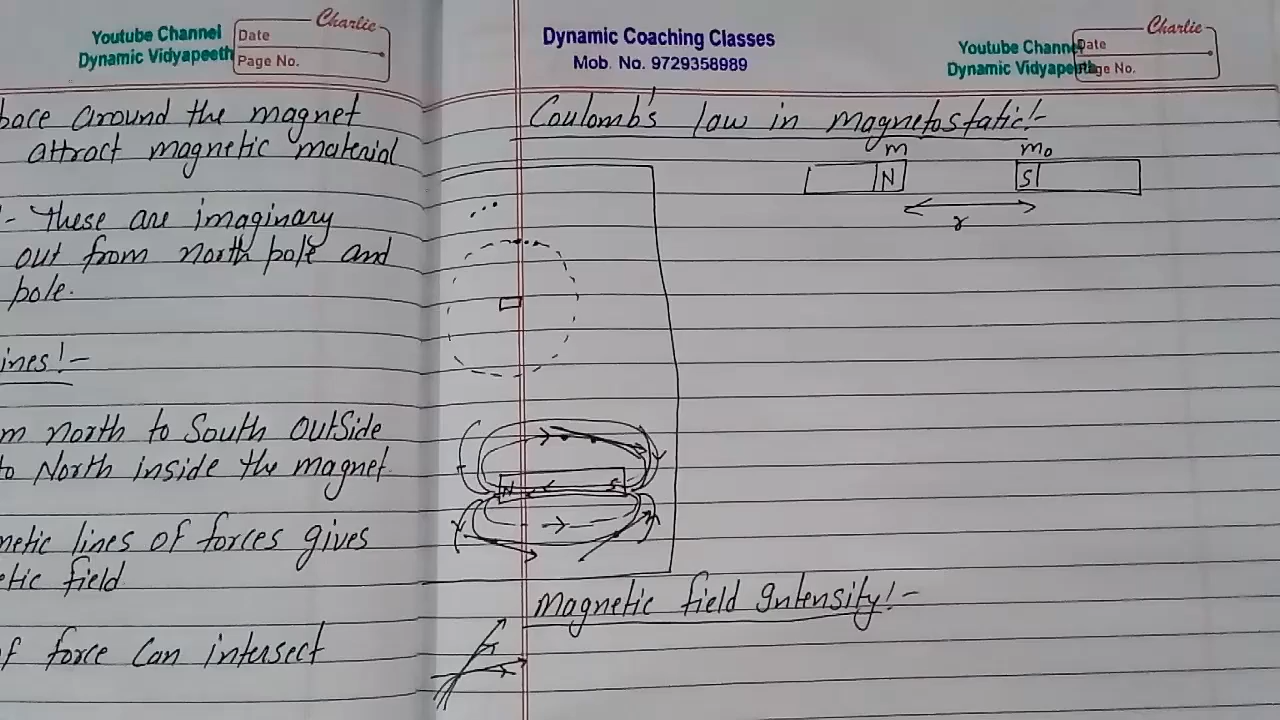 Youtube Channel
Dynamic Vidyapeeth
Charlie
Date
Page No.
Dynamic Coaching Classes
Mob. No. 9729358989
Youtube Channel
Dynamic Vidyapeeth
Charlie
Date
Page No.
around the magnet
attract magnetic material
- These are imaginary
out from north pole and
pole.
ines!-
m north to South outside
to North inside the magnet.
netic lines of forces gives
etic field
f force can intersect
N S
Coulomb's law in magnetostatic!-
m m₀
N S
r
Magnetic field Intensity!-